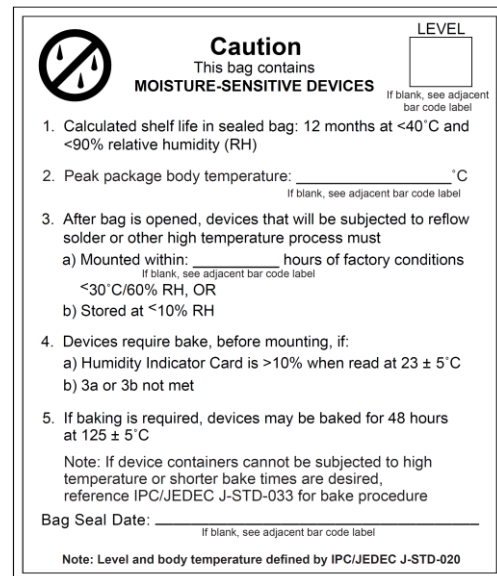 LEVEL
Caution
This bag contains
MOISTURE-SENSITIVE DEVICES
If blank, see adjacent
bar code label
1. Calculated shelf life in sealed bag: 12 months at <40˚C and
<90% relative humidity (RH)
2. Peak package body temperature: ____________________˚C
If blank, see adjacent bar code label
3. After bag is opened, devices that will be subjected to reflow
solder or other high temperature process must
a) Mounted within: ___________ hours of factory conditions
If blank, see adjacent bar code label
<30˚C/60% RH, OR
b) Stored at <10% RH
4. Devices require bake, before mounting, if:
a) Humidity Indicator Card is >10% when read at 23 ± 5˚C
b) 3a or 3b not met
5. If baking is required, devices may be baked for 48 hours
at 125 ± 5˚C
Note: If device containers cannot be subjected to high
temperature or shorter bake times are desired,
reference IPC/JEDEC J-STD-033 for bake procedure
Bag Seal Date: ____________________
If blank, see adjacent bar code label
Note: Level and body temperature defined by IPC/JEDEC J-STD-020